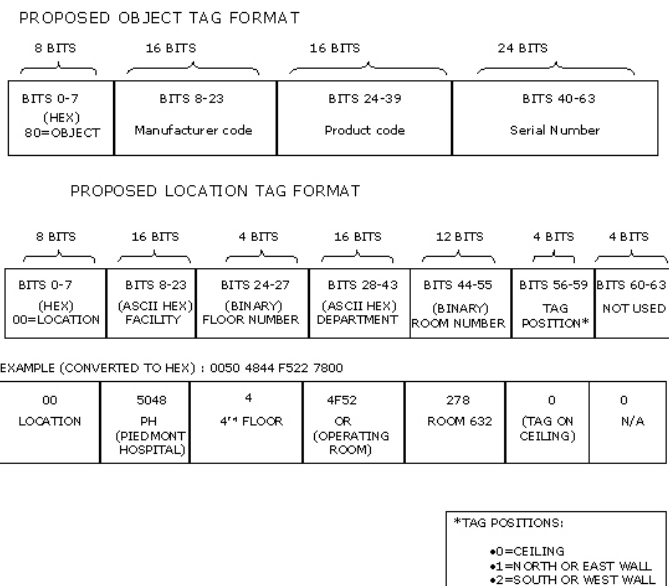 PROPOSED OBJECT TAG FORMAT
8 BITS 16 BITS 16 BITS 24 BITS
BITS 0-7 BITS 8-23 BITS 24-39 BITS 40-63
(HEX)
80=OBJECT Manufacturer code Product code Serial Number
PROPOSED LOCATION TAG FORMAT
8 BITS 16 BITS 4 BITS 16 BITS 12 BITS 4 BITS 4 BITS
BITS 0-7 BITS 8-23 BITS 24-27 BITS 28-43 BITS 44-55 BITS 56-59 BITS 60-63
(HEX) (ASCII HEX) (BINARY) (ASCII HEX) (BINARY) TAG NOT USED
00=LOCATION FACILITY FLOOR NUMBER DEPARTMENT ROOM NUMBER POSITION*
EXAMPLE (CONVERTED TO HEX) : 0050 4844 F522 7800
00 5048 4 4F52 278 0 0
LOCATION PH 4TH FLOOR OR ROOM 632 (TAG ON N/A
(PIEDMONT (OPERATING CEILING)
HOSPITAL) ROOM)
*TAG POSITIONS:
•0=CEILING
•1=NORTH OR EAST WALL
•2=SOUTH OR WEST WALL